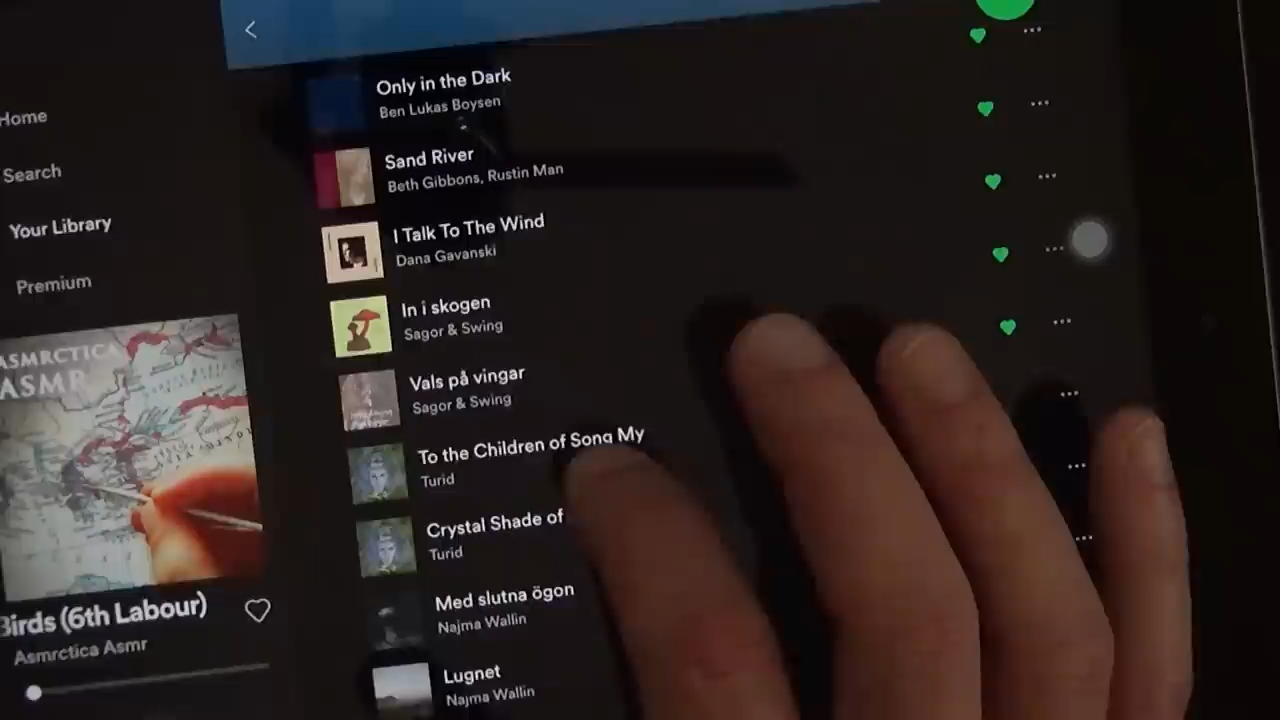 Home
Search
Your Library
Premium
ASMRCTICA
ASMR
Birds (6th Labour)
Asmrctica Asmr
Only in the Dark
Ben Lukas Boysen
Sand River
Beth Gibbons, Rustin Man
I Talk To The Wind
Dana Gavanski
In i skogen
Sagor & Swing
Vals på vingar
Sagor & Swing
To the Children of Song My
Turid
Crystal Shade of
Turid
Med slutna ögon
Najma Wallin
Lugnet
Najma Wallin